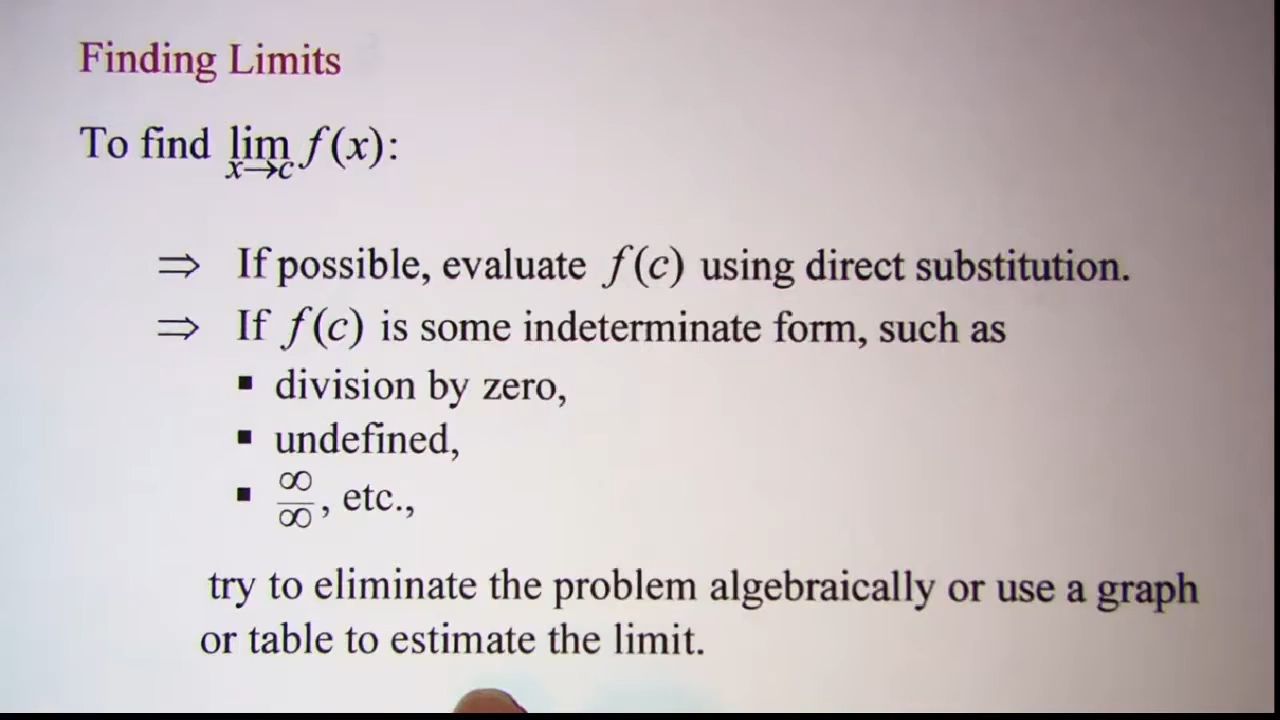 Finding Limits
To find lim x→c f(x):
⇒ If possible, evaluate f(c) using direct substitution.
⇒ If f(c) is some indeterminate form, such as
▪ division by zero,
▪ undefined,
▪ ∞/∞, etc.,
try to eliminate the problem algebraically or use a graph
or table to estimate the limit.